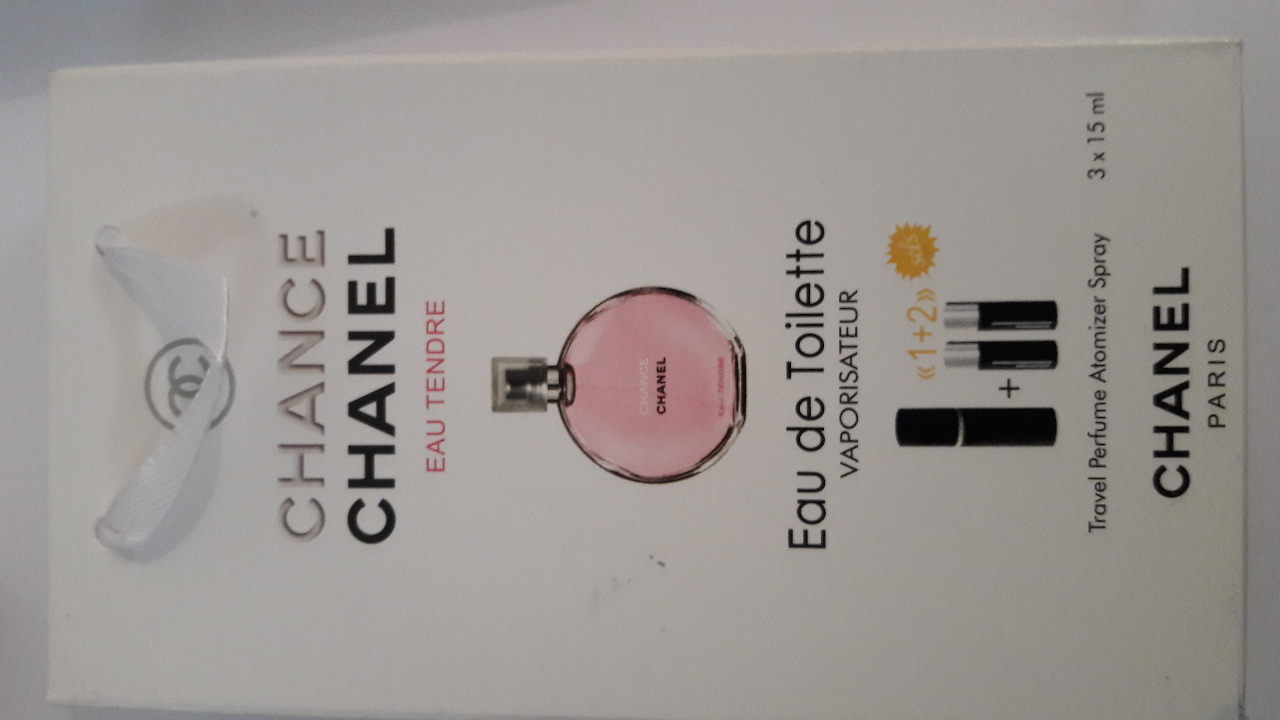 CHANCE
CHANEL
EAU TENDRE
CHANCE
CHANEL
EAU TENDRE
Eau de Toilette
VAPORISATEUR
«1+2»
+
Travel Perfume Atomizer Spray 3 x 15 ml
CHANEL
PARIS